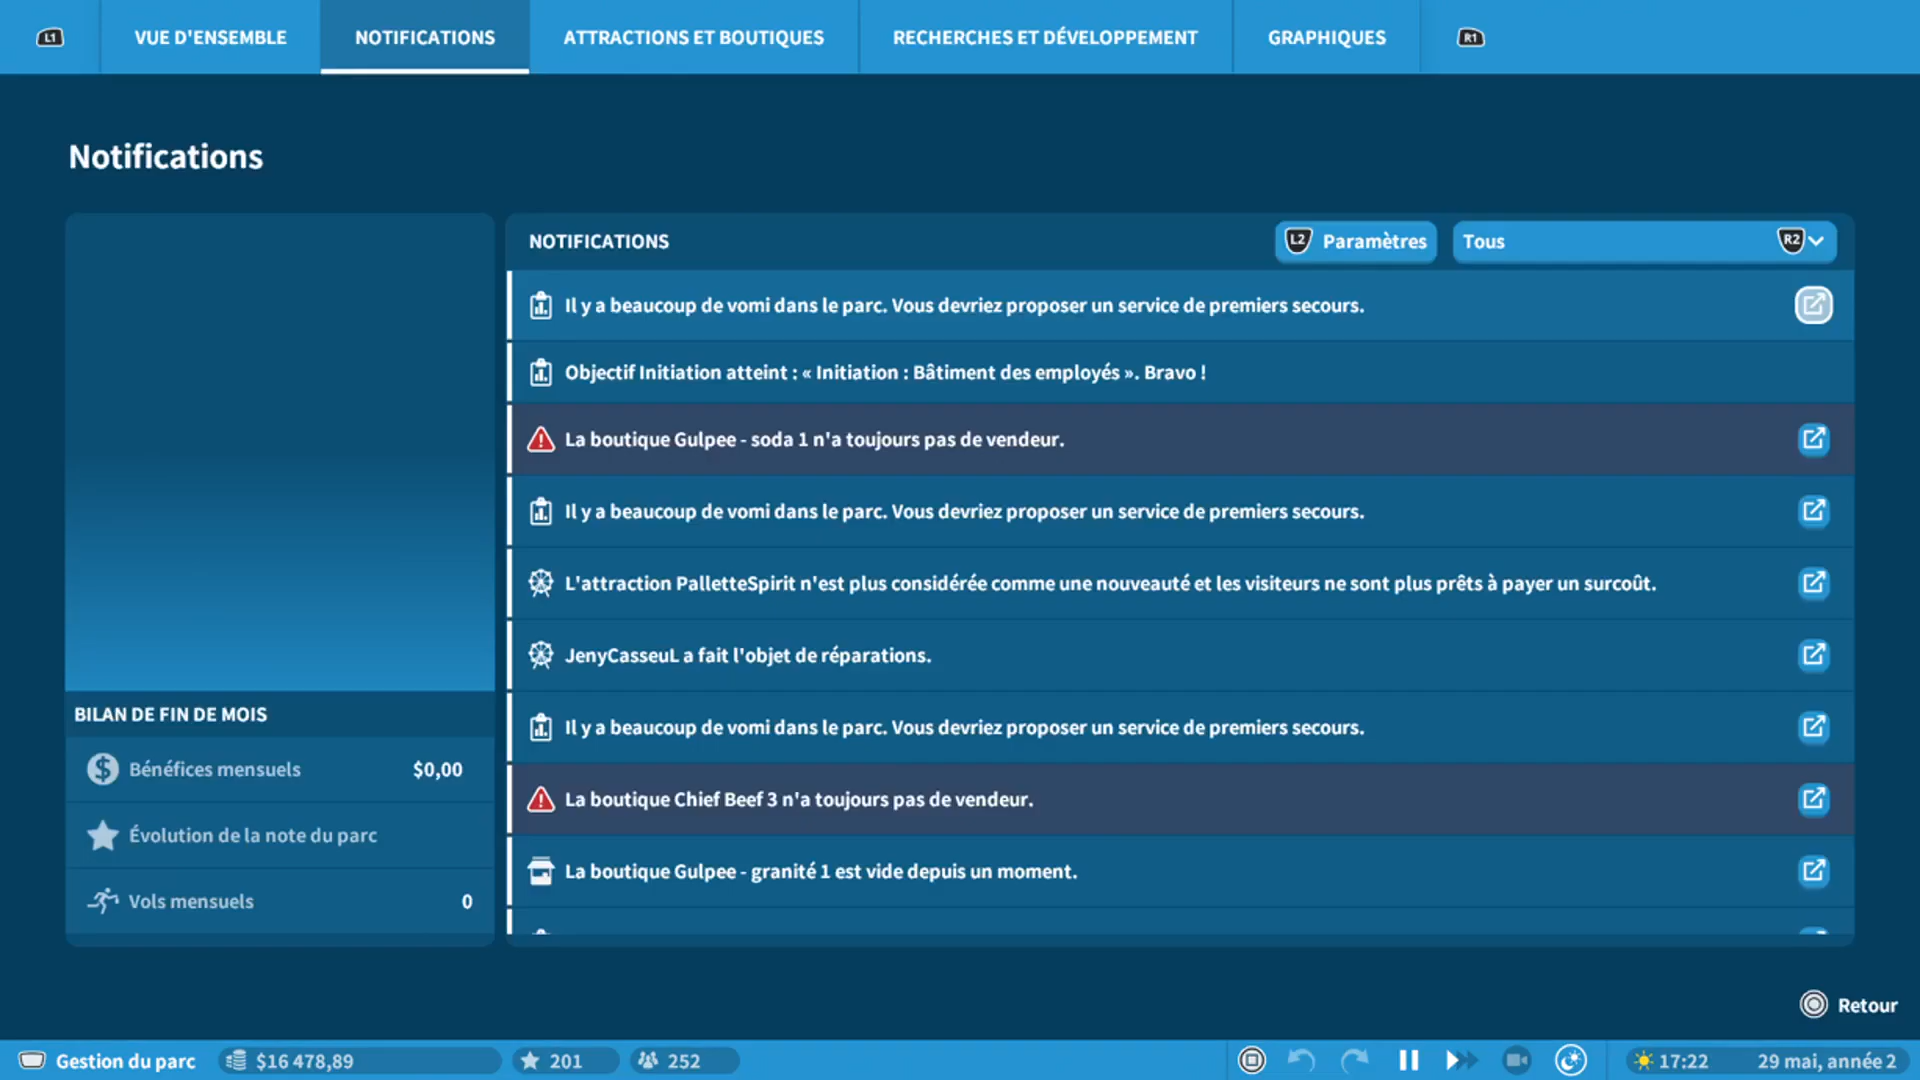 L1
VUE D'ENSEMBLE
NOTIFICATIONS
ATTRACTIONS ET BOUTIQUES
RECHERCHES ET DÉVELOPPEMENT
GRAPHIQUES
R1
Notifications
NOTIFICATIONS
L2 Paramètres
Tous R2
Il y a beaucoup de vomi dans le parc. Vous devriez proposer un service de premiers secours.
Objectif Initiation atteint : « Initiation : Bâtiment des employés ». Bravo !
La boutique Gulpee - soda 1 n'a toujours pas de vendeur.
Il y a beaucoup de vomi dans le parc. Vous devriez proposer un service de premiers secours.
L'attraction PalletteSpirit n'est plus considérée comme une nouveauté et les visiteurs ne sont plus prêts à payer un surcoût.
JenyCasseuL a fait l'objet de réparations.
Il y a beaucoup de vomi dans le parc. Vous devriez proposer un service de premiers secours.
La boutique Chief Beef 3 n'a toujours pas de vendeur.
La boutique Gulpee - granité 1 est vide depuis un moment.
BILAN DE FIN DE MOIS
Bénéfices mensuels $0,00
Évolution de la note du parc
Vols mensuels 0
Retour
Gestion du parc
$16 478,89
201
252
17:22
29 mai, année 2